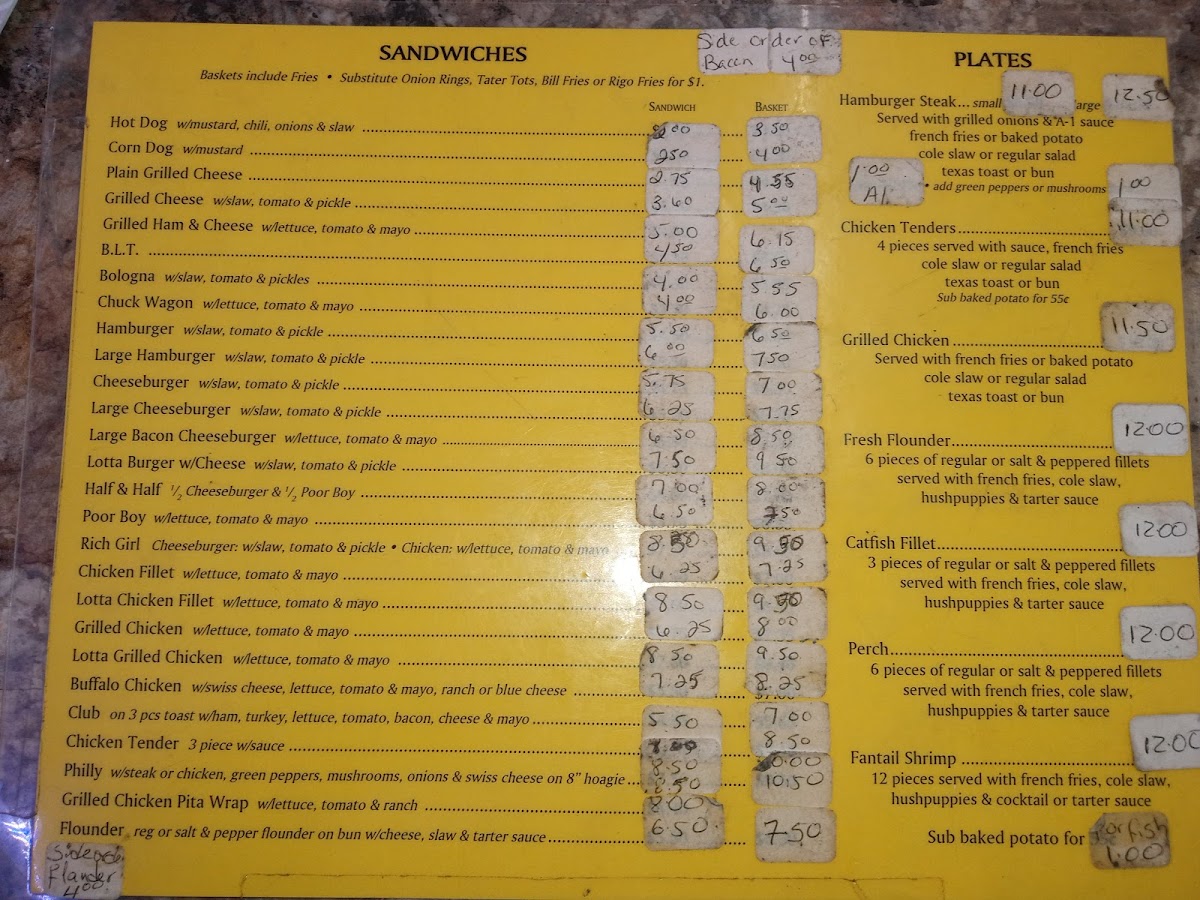 SANDWICHES
Side order of
Bacon 4.00
Baskets include Fries • Substitute Onion Rings, Tater Tots, Bill Fries or Rigo Fries for $1.
SANDWICH BASKET
Hot Dog w/mustard, chili, onions & slaw 3.50
Corn Dog w/mustard 250 4.00
Plain Grilled Cheese 2.75
Grilled Cheese w/slaw, tomato & pickle 3.60 5.00
Grilled Ham & Cheese w/lettuce, tomato & mayo 5.00 6.15
B.L.T. 450 6.50
Bologna w/slaw, tomato & pickles 4.00 5 55
Chuck Wagon w/lettuce, tomato & mayo 4.00 6.00
Hamburger w/slaw, tomato & pickle 5.50 6.50
Large Hamburger w/slaw, tomato & pickle 6.00 750
Cheeseburger w/slaw, tomato & pickle 5.75 7 00
Large Cheeseburger w/slaw, tomato & pickle 6.25 7.75
Large Bacon Cheeseburger w/lettuce, tomato & mayo 6 50 8.50
Lotta Burger w/Cheese w/slaw, tomato & pickle 7.50 9 50
Half & Half 1/2 Cheeseburger & 1/2 Poor Boy 7.00 8.00
Poor Boy w/lettuce, tomato & mayo 6.50 750
Rich Girl Cheeseburger: w/slaw, tomato & pickle • Chicken: w/lettuce, tomato & mayo 8.50 9.50
Chicken Fillet w/lettuce, tomato & mayo 6.25 7.25
Lotta Chicken Fillet w/lettuce, tomato & mayo 8.50
Grilled Chicken w/lettuce, tomato & mayo 6.25 8.00
Lotta Grilled Chicken w/lettuce, tomato & mayo 8.50 9.50
Buffalo Chicken w/swiss cheese, lettuce, tomato & mayo, ranch or blue cheese 7.25 8.25
Club on 3 pcs toast w/ham, turkey, lettuce, tomato, bacon, cheese & mayo 5.50 7.00
Chicken Tender 3 piece w/sauce 8.50
Philly w/steak or chicken, green peppers, mushrooms, onions & swiss cheese on 8" hoagie 10.50
Grilled Chicken Pita Wrap w/lettuce, tomato & ranch 8.00
Flounder reg or salt & pepper flounder on bun w/cheese, slaw & tarter sauce 6.50 7.50
Side ode
Flander
4.00
PLATES
Hamburger Steak... small 11.00 large 12.50
Served with grilled onions & A-1 sauce
french fries or baked potato
cole slaw or regular salad
texas toast or bun
1.00
A1
• add green peppers or mushrooms 1.00
Chicken Tenders 11.00
4 pieces served with sauce, french fries
cole slaw or regular salad
texas toast or bun
Sub baked potato for 55¢
Grilled Chicken 11.50
Served with french fries or baked potato
cole slaw or regular salad
texas toast or bun
Fresh Flounder 12.00
6 pieces of regular or salt & peppered fillets
served with french fries, cole slaw,
hushpuppies & tarter sauce
Catfish Fillet 12.00
3 pieces of regular or salt & peppered fillets
served with french fries, cole slaw,
hushpuppies & tarter sauce
Perch 12.00
6 pieces of regular or salt & peppered fillets
served with french fries, cole slaw,
hushpuppies & tarter sauce
Fantail Shrimp 12.00
12 pieces served with french fries, cole slaw,
hushpuppies & cocktail or tarter sauce
Sub baked potato for 1.00